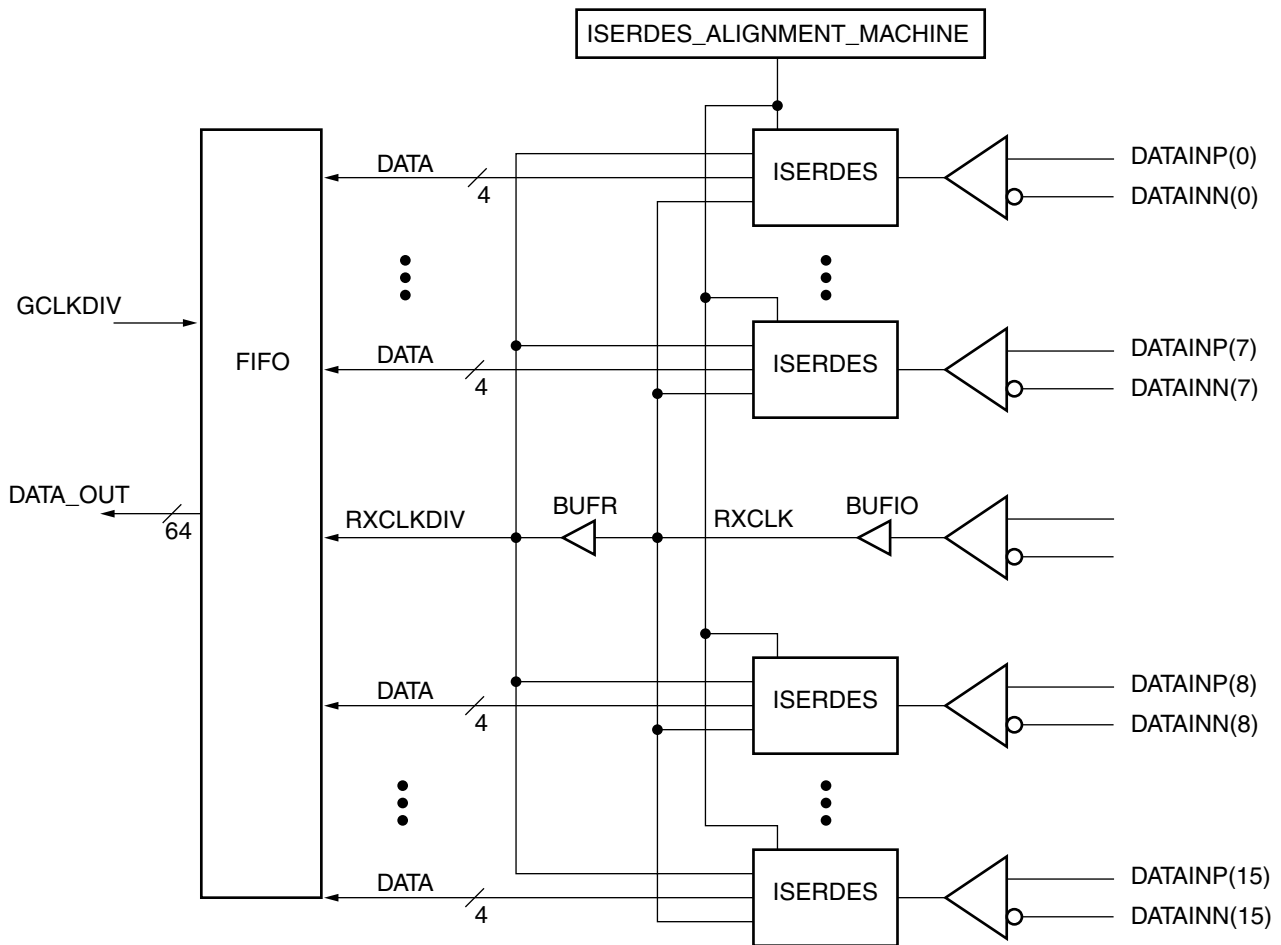 ISERDES_ALIGNMENT_MACHINE
DATA
4
ISERDES
DATAINP(0)
DATAINN(0)
GCLKDIV
FIFO
DATA
4
ISERDES
DATAINP(7)
DATAINN(7)
DATA_OUT
64
RXCLKDIV
BUFR
RXCLK
BUFIO
DATA
4
ISERDES
DATAINP(8)
DATAINN(8)
DATA
4
ISERDES
DATAINP(15)
DATAINN(15)